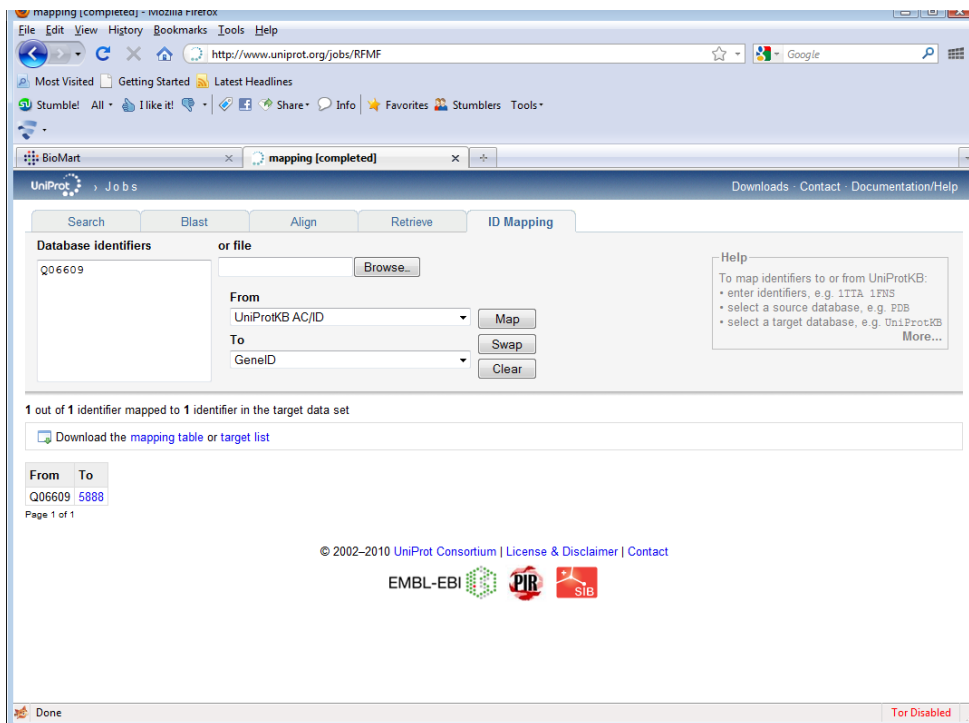 mapping [completed] - Mozilla Firefox
File Edit View History Bookmarks Tools Help
http://www.uniprot.org/jobs/RFMF
Google
Most Visited Getting Started Latest Headlines
Stumble! All I like it! Share Info Favorites Stumblers Tools
BioMart
mapping [completed]
UniProt › Jobs
Downloads · Contact · Documentation/Help
Search Blast Align Retrieve ID Mapping
Database identifiers
Q06609
or file
Browse…
From
UniProtKB AC/ID
Map
To
Swap
GeneID
Clear
Help
To map identifiers to or from UniProtKB:
• enter identifiers, e.g. 1TTA 1FNS
• select a source database, e.g. PDB
• select a target database, e.g. UniProtKB
More...
1 out of 1 identifier mapped to 1 identifier in the target data set
Download the mapping table or target list
From To
Q06609 5888
Page 1 of 1
© 2002–2010 UniProt Consortium | License & Disclaimer | Contact
EMBL-EBI PIR SIB
Done
Tor Disabled